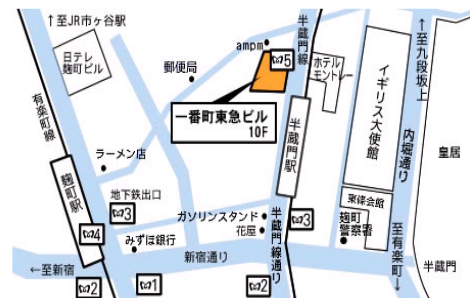 ↑至JR市ヶ谷駅
日テレ
麹町ビル
郵便局
ampm
5
半蔵門線
ホテル
モントレー
↑至九段坂上
イギリス大使館
内堀通り
皇居
有楽町線
一番町東急ビル
10F
半蔵門駅
ラーメン店
麹町駅
地下鉄出口
3
4
みずほ銀行
ガソリンスタンド
花屋
半蔵門線通り
3
麹町
警察署
至有楽町↓
新宿通り
←至新宿
2
1
2
半蔵門